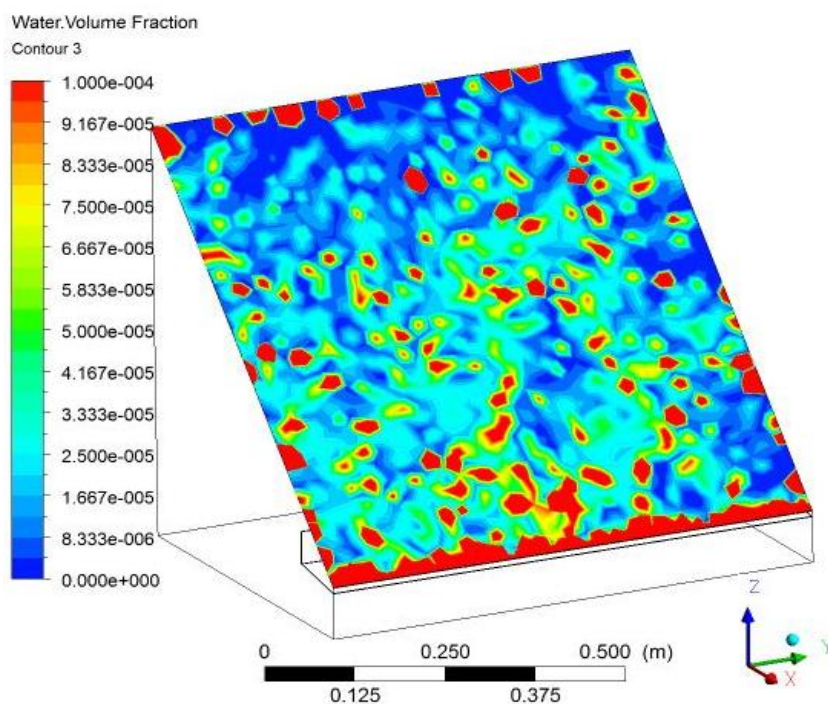 Water.Volume Fraction
Contour 3
1.000e-004
9.167e-005
8.333e-005
7.500e-005
6.667e-005
5.833e-005
5.000e-005
4.167e-005
3.333e-005
2.500e-005
1.667e-005
8.333e-006
0.000e+000
0 0.250 0.500 (m)
0.125 0.375
Z
Y
X